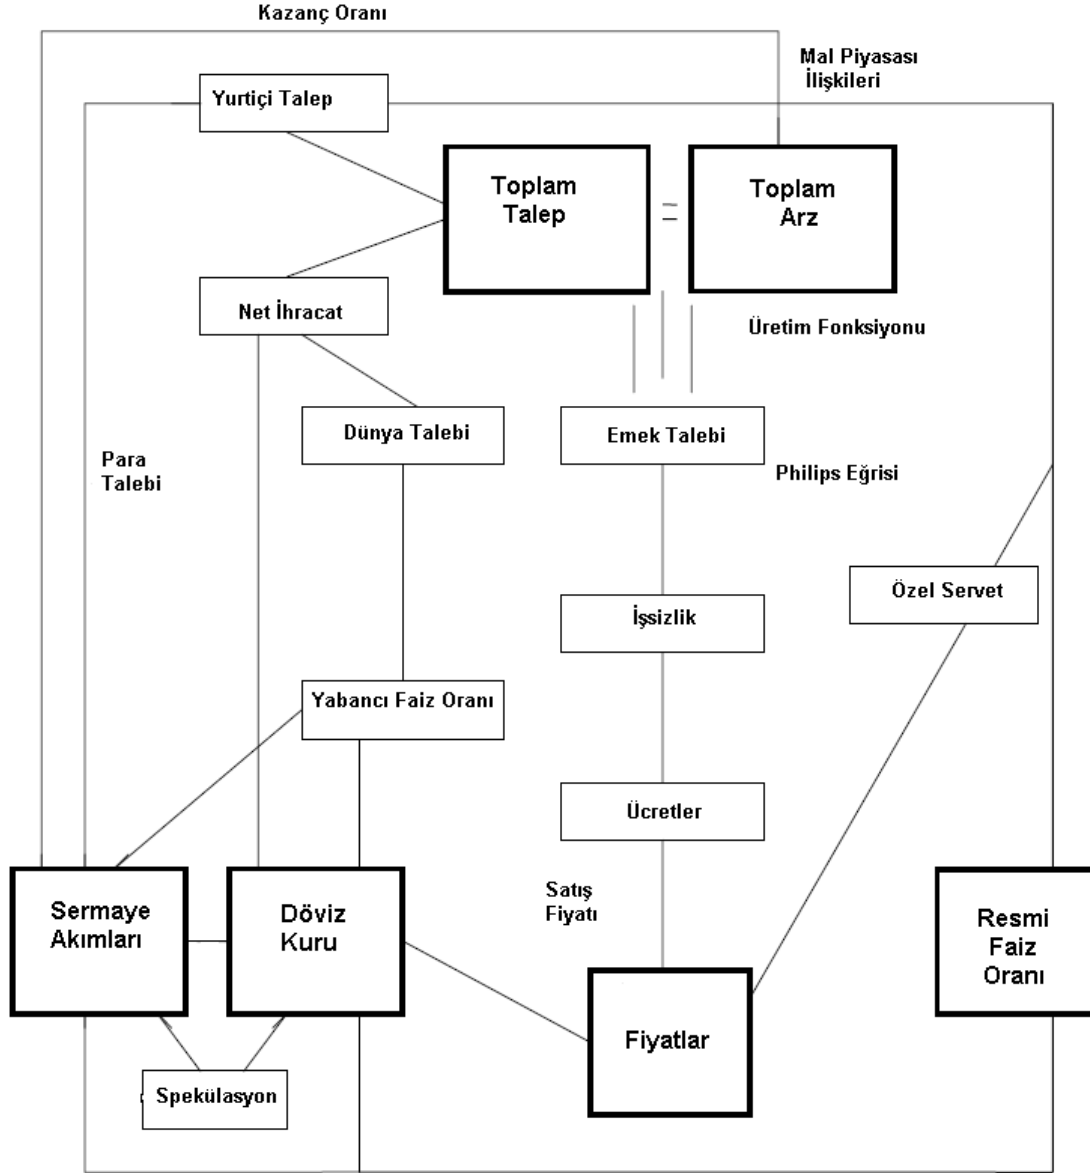 Kazanç Oranı
Mal Piyasası
İlişkileri
Yurtiçi Talep
Toplam
Talep
Toplam
Arz
Net İhracat
Üretim Fonksiyonu
Dünya Talebi
Emek Talebi
Para
Talebi
Philips Eğrisi
Özel Servet
İşsizlik
Yabancı Faiz Oranı
Ücretler
Satış
Fiyatı
Sermaye
Akımları
Döviz
Kuru
Resmi
Faiz
Oranı
Fiyatlar
Spekülasyon